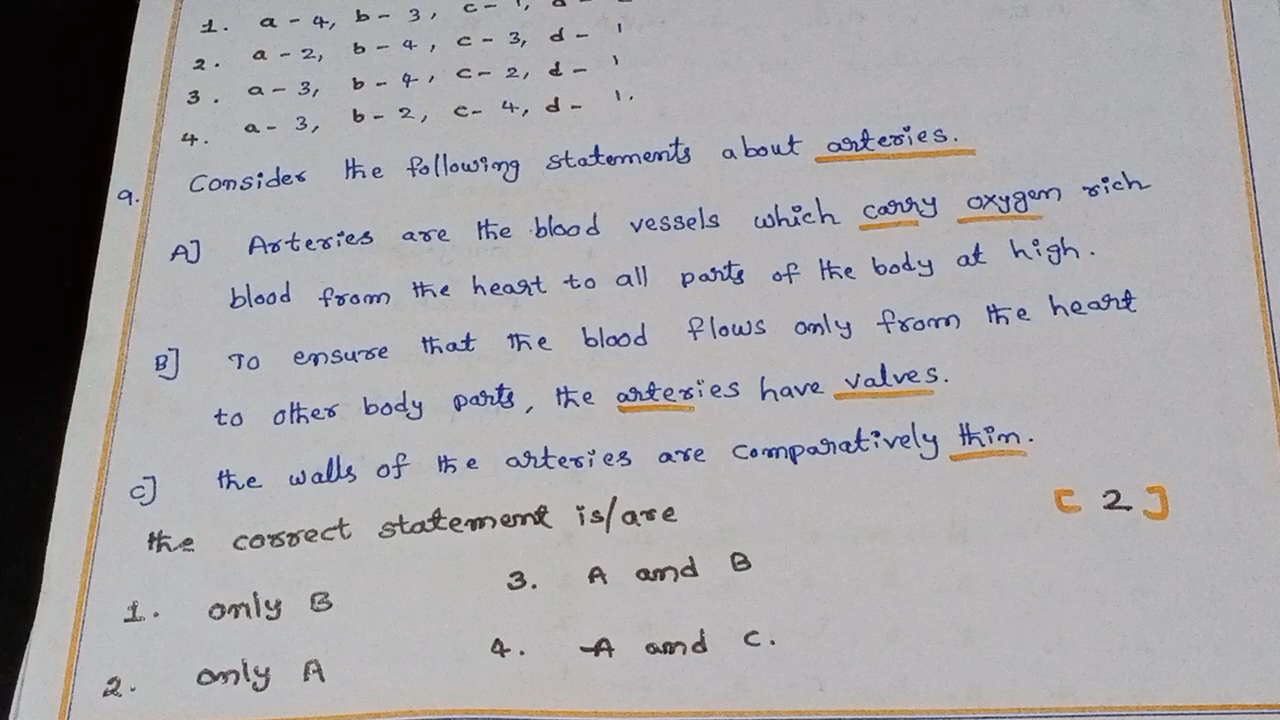 1. a - 4, b - 3, c - 1,
2. a - 2, b - 4, c - 3, d - 1
3. a - 3, b - 4, c - 2, d - 1
4. a - 3, b - 2, c - 4, d - 1.
9. Consider the following statements about arteries.
A] Arteries are the blood vessels which carry oxygen rich
blood from the heart to all parts of the body at high.
B] To ensure that the blood flows only from the heart
to other body parts, the arteries have valves.
C] the walls of the arteries are comparatively thin.
the correct statement is/are [2]
1. only B 3. A and B
2. only A 4. A and C.